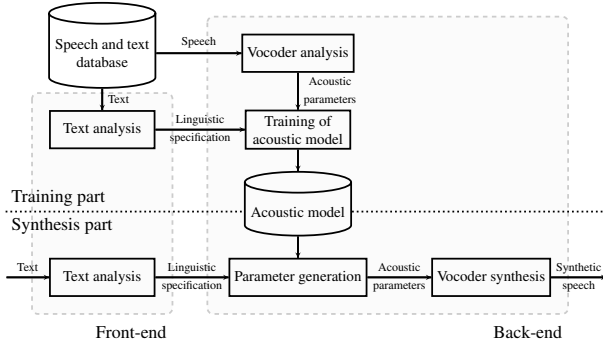 Speech and text
database
Speech
Vocoder analysis
Text
Acoustic
parameters
Text analysis
Linguistic
specification
Training of
acoustic model
Training part
Acoustic model
Synthesis part
Text
Text analysis
Linguistic
specification
Parameter generation
Acoustic
parameters
Vocoder synthesis
Synthetic
speech
Front-end
Back-end